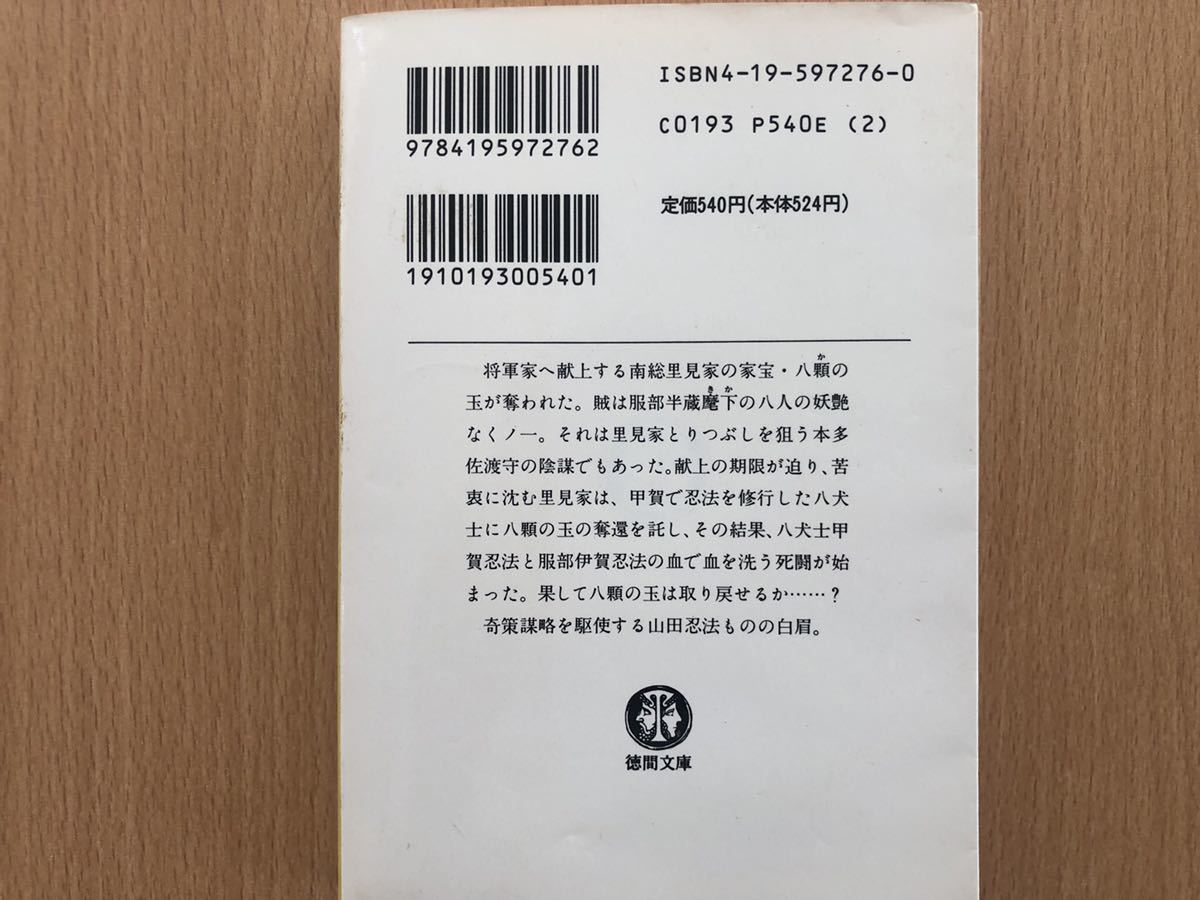 ISBN4-19-597276-0
C0193 P540E (2)
9784195972762
定価540円(本体524円)
1910193005401
将軍家へ献上する南総里見家の家宝・八顆の
か
玉が奪われた。賊は服部半蔵麾下の八人の妖艶
きか
なくノ一。それは里見家とりつぶしを狙う本多
佐渡守の陰謀でもあった。献上の期限が迫り、苦
衷に沈む里見家は、甲賀で忍法を修行した八犬
士に八顆の玉の奪還を託し、その結果、八犬士甲
賀忍法と服部伊賀忍法の血で血を洗う死闘が始
まった。果して八顆の玉は取り戻せるか……?
奇策謀略を駆使する山田忍法ものの白眉。
徳間文庫